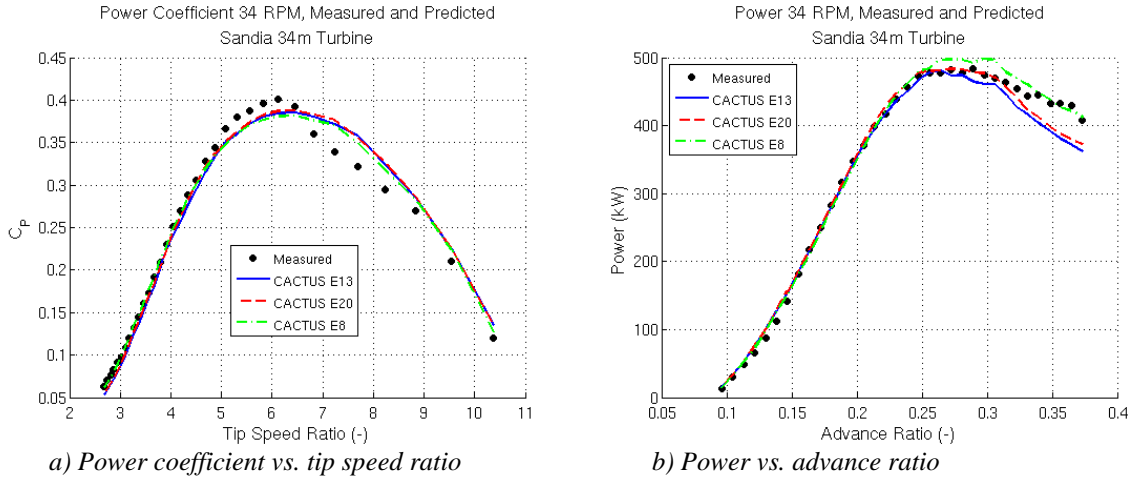 Power Coefficient 34 RPM, Measured and Predicted
Sandia 34m Turbine
0.45
0.4
0.35
0.3
0.25
0.2
0.15
0.1
0.05
C_P
Measured
CACTUS E13
CACTUS E20
CACTUS E8
2 3 4 5 6 7 8 9 10 11
Tip Speed Ratio (-)
a) Power coefficient vs. tip speed ratio
Power 34 RPM, Measured and Predicted
Sandia 34m Turbine
500
400
300
200
100
0
Power (kW)
Measured
CACTUS E13
CACTUS E20
CACTUS E8
0.05 0.1 0.15 0.2 0.25 0.3 0.35 0.4
Advance Ratio (-)
b) Power vs. advance ratio